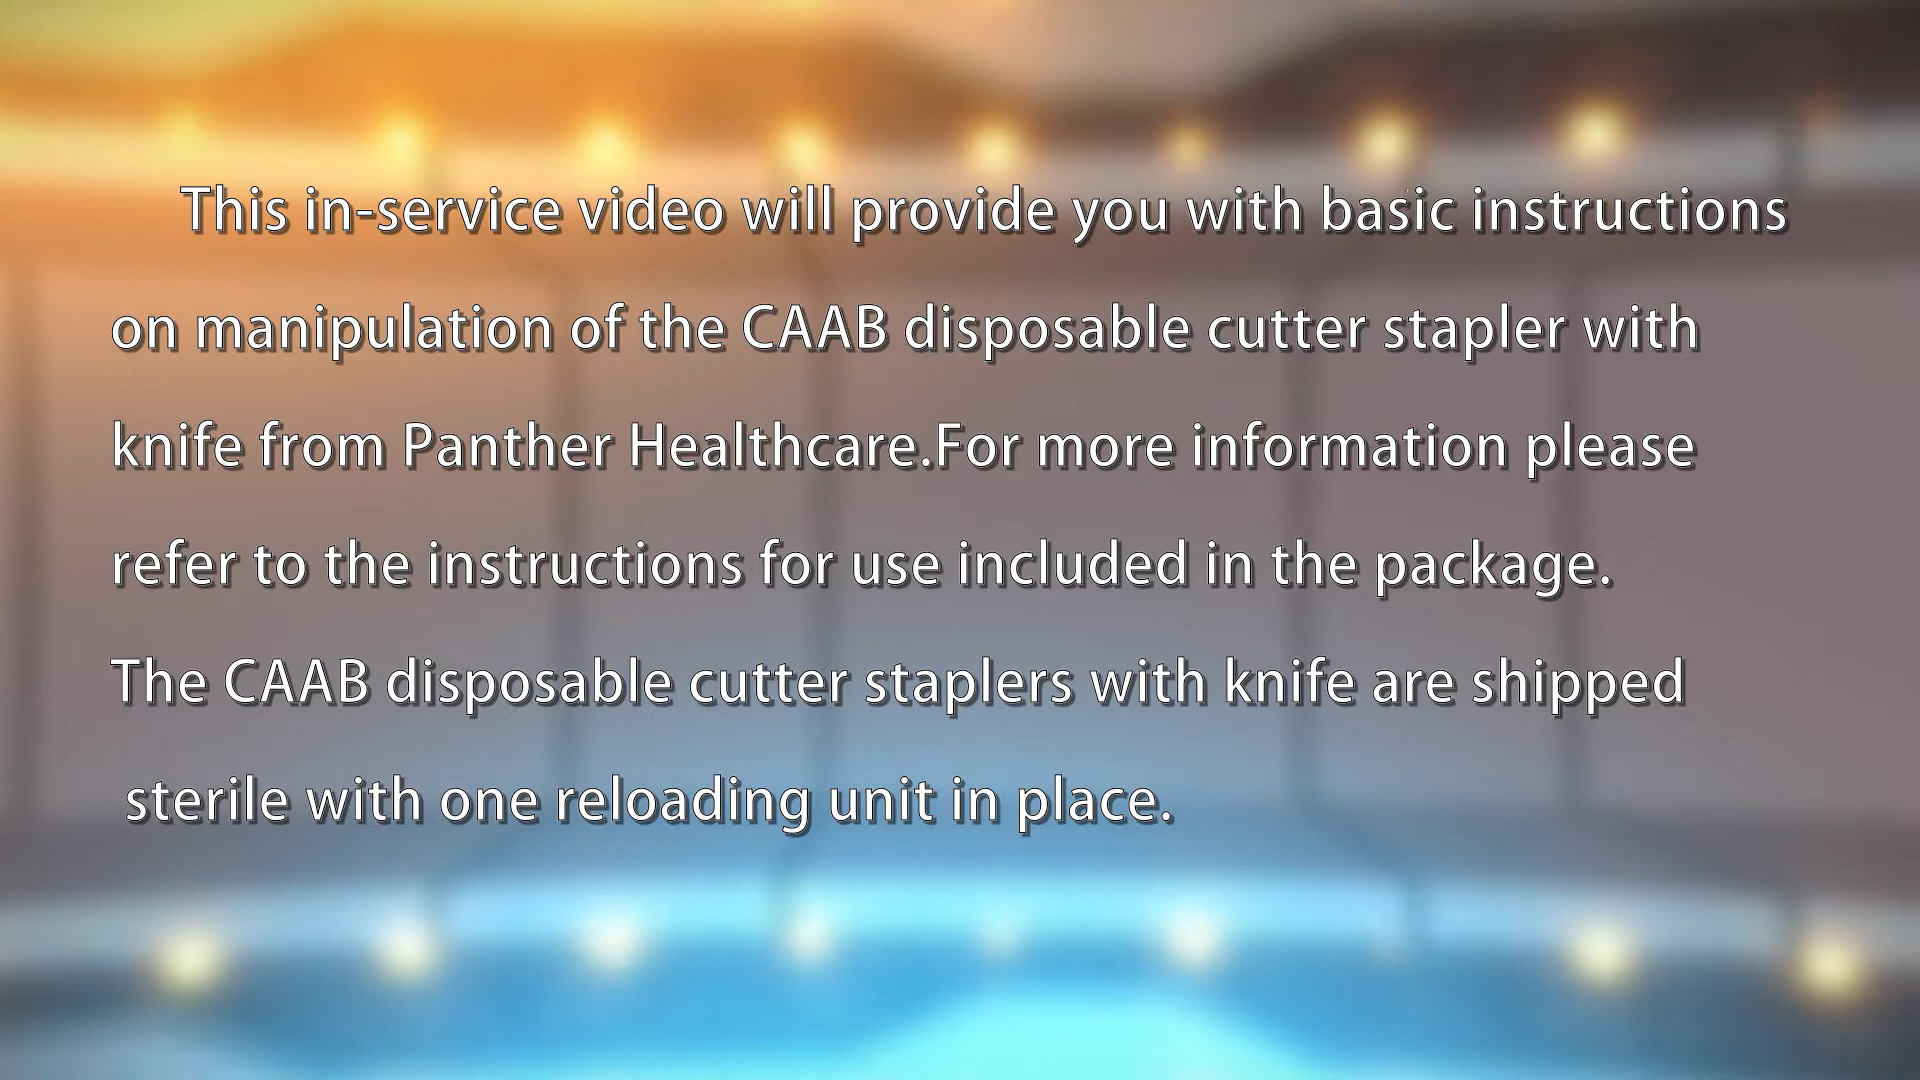 This in-service video will provide you with basic instructions
on manipulation of the CAAB disposable cutter stapler with
knife from Panther Healthcare.For more information please
refer to the instructions for use included in the package.
The CAAB disposable cutter staplers with knife are shipped
sterile with one reloading unit in place.